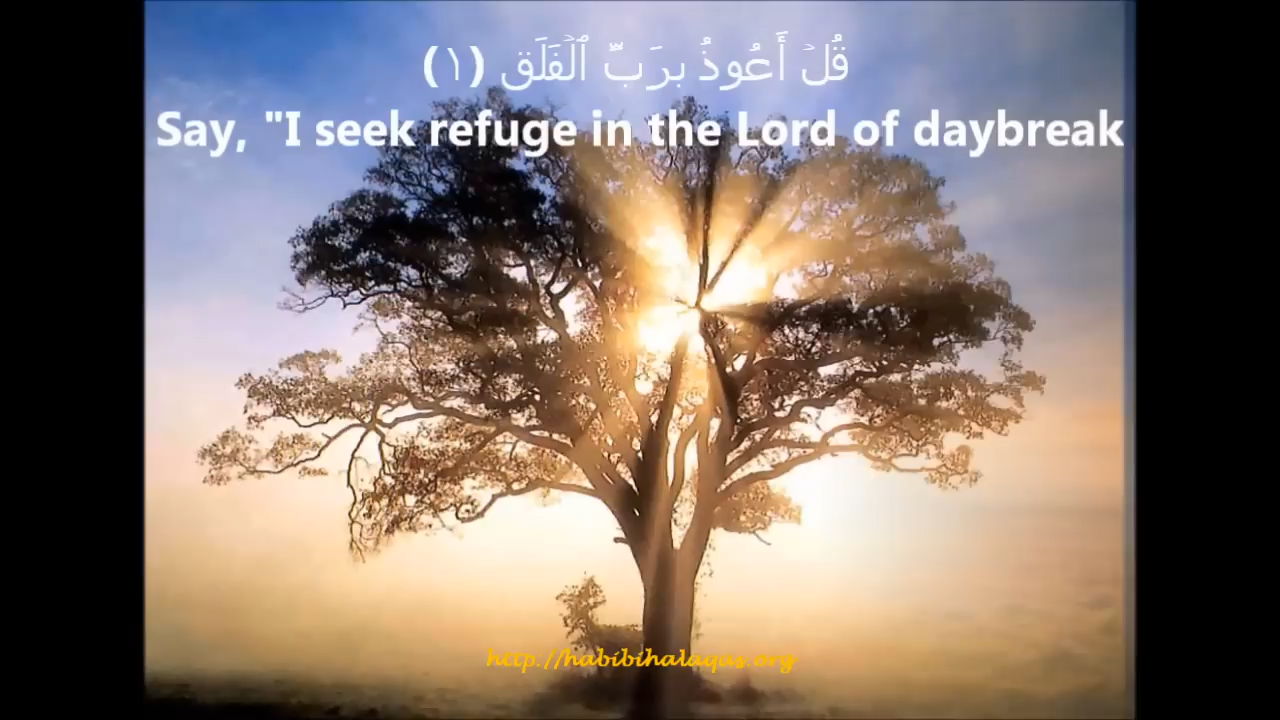 قُلۡ أَعُوذُ بِرَبِّ ٱلۡفَلَقِ (١)
Say, "I seek refuge in the Lord of daybreak
http://habibihalaqas.org